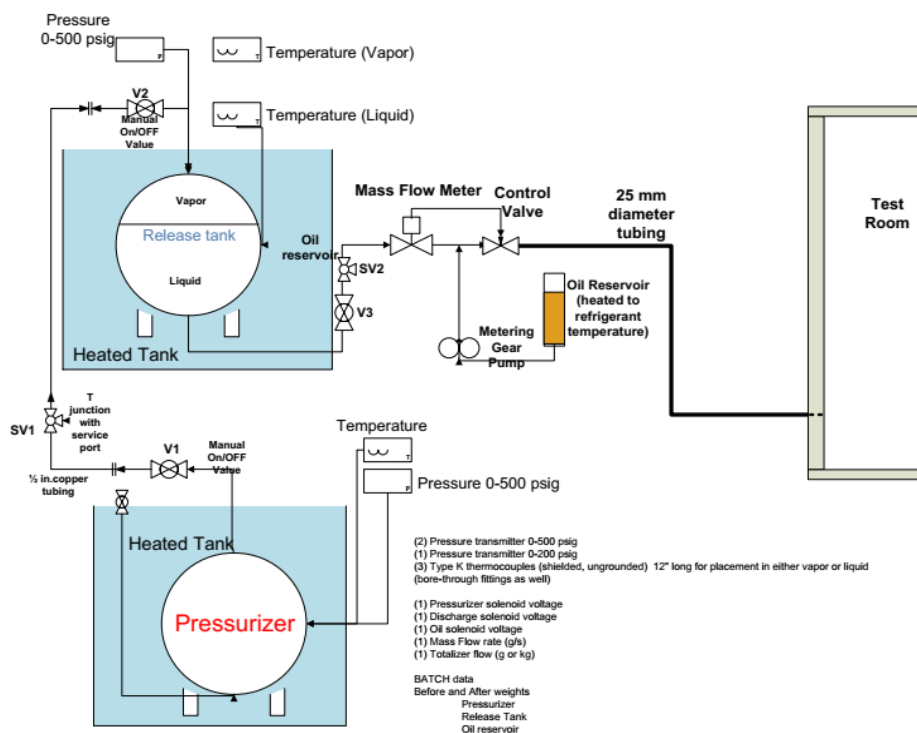 Pressure
0-500 psig
P
T
Temperature (Vapor)
V2
Manual
On/OFF
Value
T
Temperature (Liquid)
Vapor
Release tank
Liquid
Heated Tank
Oil
reservoir
SV2
V3
Mass Flow Meter
Control
Valve
25 mm
diameter
tubing
Test
Room
Oil Reservoir
(heated to
refrigerant
temperature)
Metering
Gear
Pump
SV1
T
junction
with
service
port
½ in.copper
tubing
V1
Manual
On/OFF
Value
Temperature
T
P
Pressure 0-500 psig
Heated Tank
Pressurizer
(2) Pressure transmitter 0-500 psig
(1) Pressure transmitter 0-200 psig
(3) Type K thermocouples (shielded, ungrounded) 12" long for placement in either vapor or liquid
(bore-through fittings as well)
(1) Pressurizer solenoid voltage
(1) Discharge solenoid voltage
(1) Oil solenoid voltage
(1) Mass Flow rate (g/s)
(1) Totalizer flow (g or kg)
BATCH data
Before and After weights
Pressurizer
Release Tank
Oil reservoir